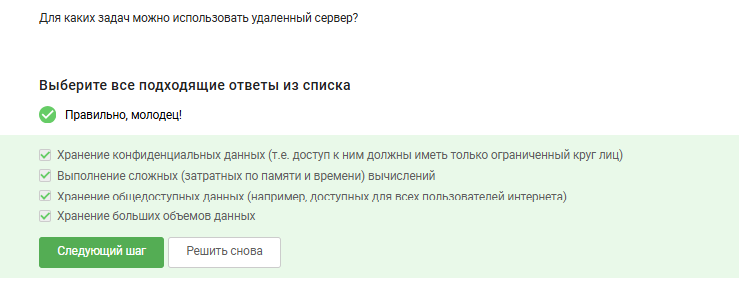 Для каких задач можно использовать удаленный сервер?
Выберите все подходящие ответы из списка
Правильно, молодец!
Хранение конфиденциальных данных (т.е. доступ к ним должны иметь только ограниченный круг лиц)
Выполнение сложных (затратных по памяти и времени) вычислений
Хранение общедоступных данных (например, доступных для всех пользователей интернета)
Хранение больших объемов данных
Следующий шаг Решить снова